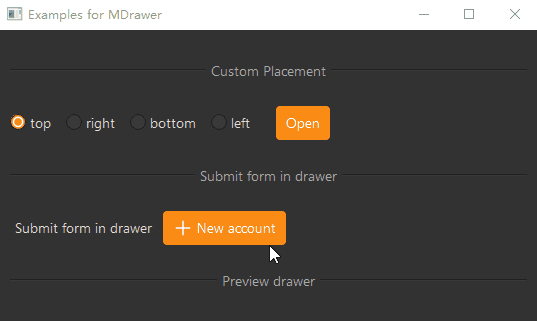 Examples for MDrawer
Custom Placement
top right bottom left Open
Submit form in drawer
Submit form in drawer New account
Preview drawer